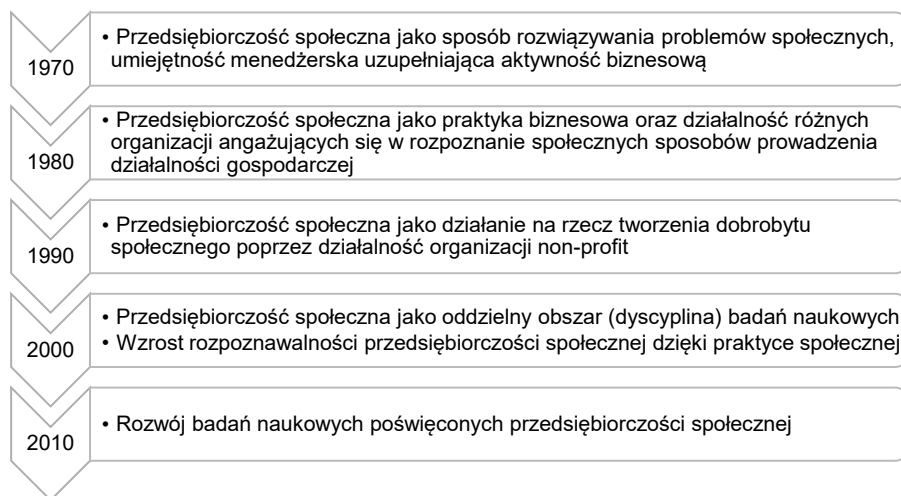 1970
• Przedsiębiorczość społeczna jako sposób rozwiązywania problemów społecznych,
umiejętność menedżerska uzupełniająca aktywność biznesową
1980
• Przedsiębiorczość społeczna jako praktyka biznesowa oraz działalność różnych
organizacji angażujących się w rozpoznanie społecznych sposobów prowadzenia
działalności gospodarczej
1990
• Przedsiębiorczość społeczna jako działanie na rzecz tworzenia dobrobytu
społecznego poprzez działalność organizacji non-profit
2000
• Przedsiębiorczość społeczna jako oddzielny obszar (dyscyplina) badań naukowych
• Wzrost rozpoznawalności przedsiębiorczości społecznej dzięki praktyce społecznej
2010
• Rozwój badań naukowych poświęconych przedsiębiorczości społecznej